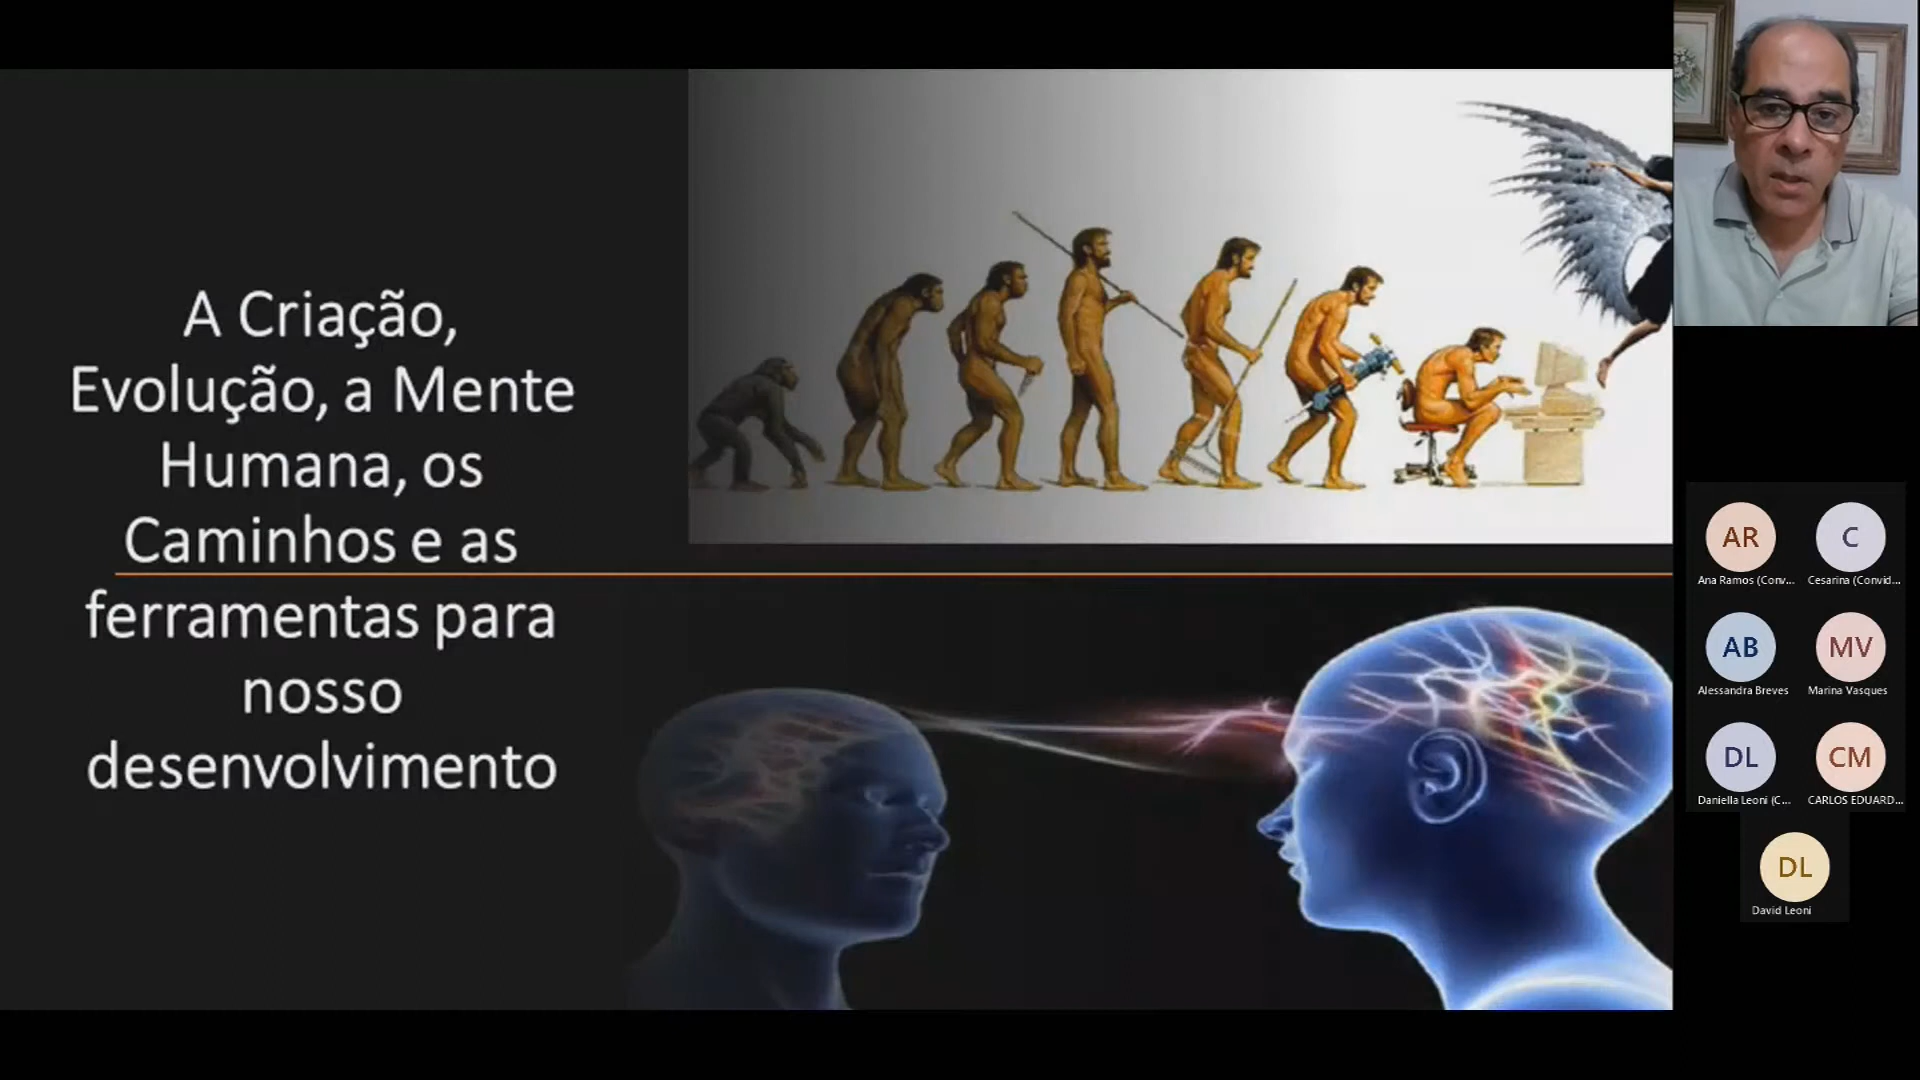 A Criação,
Evolução, a Mente
Humana, os
Caminhos e as
ferramentas para
nosso
desenvolvimento
AR
Ana Ramos (Conv...
C
Cesarina (Convid...
AB
Alessandra Breves
MV
Marina Vasques
DL
Daniella Leoni (C...
CM
CARLOS EDUARD...
DL
David Leoni